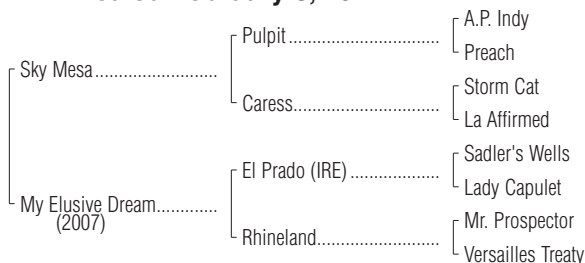 Pulpit
A.P. Indy
Preach
Sky Mesa
Caress
Storm Cat
La Affirmed
El Prado (IRE)
Sadler's Wells
Lady Capulet
My Elusive Dream
(2007)
Rhineland
Mr. Prospector
Versailles Treaty